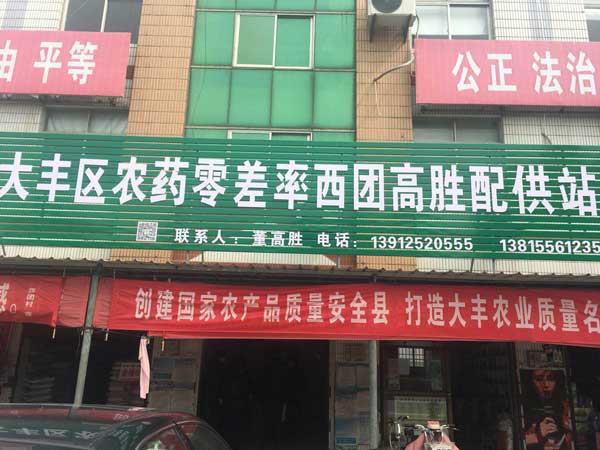 由 平等
公正 法治
大丰区农药零差率西团高胜配供站
联系人：董高胜 电话：13912520555 1381556123
创建国家农产品质量安全县 打造大丰农业质量名